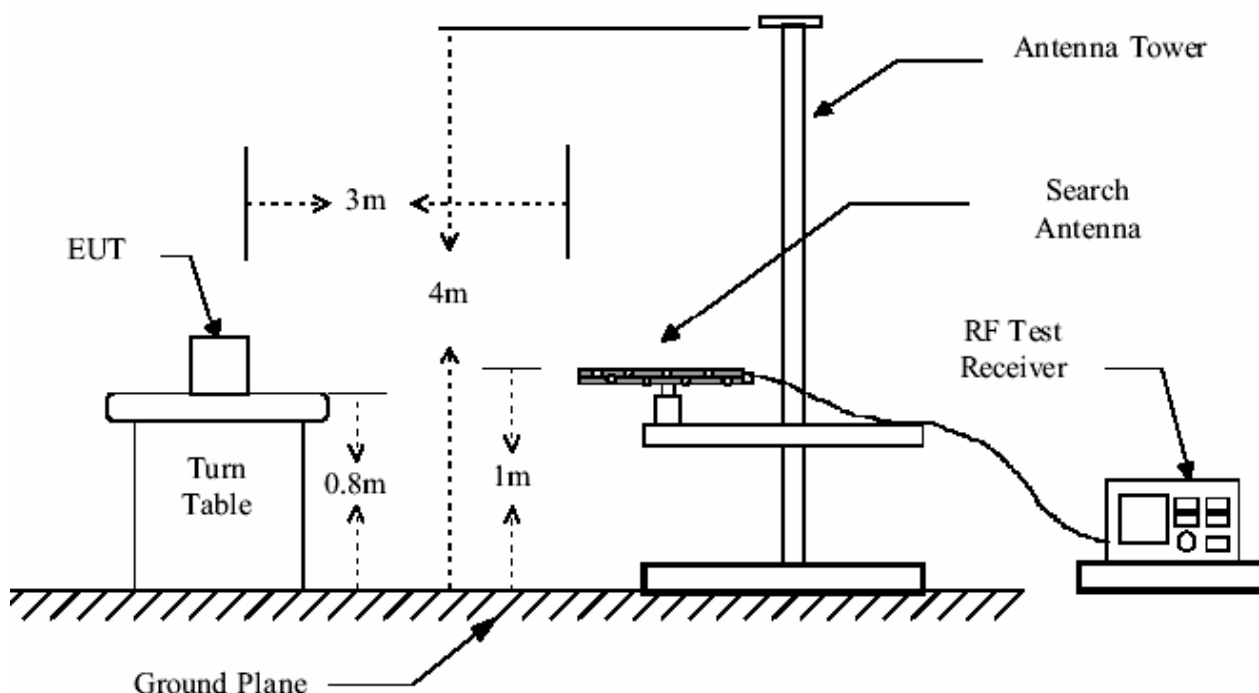 Antenna Tower
3m
Search
Antenna
EUT
4m
RF Test
Receiver
Turn
Table
0.8m
1m
Ground Plane